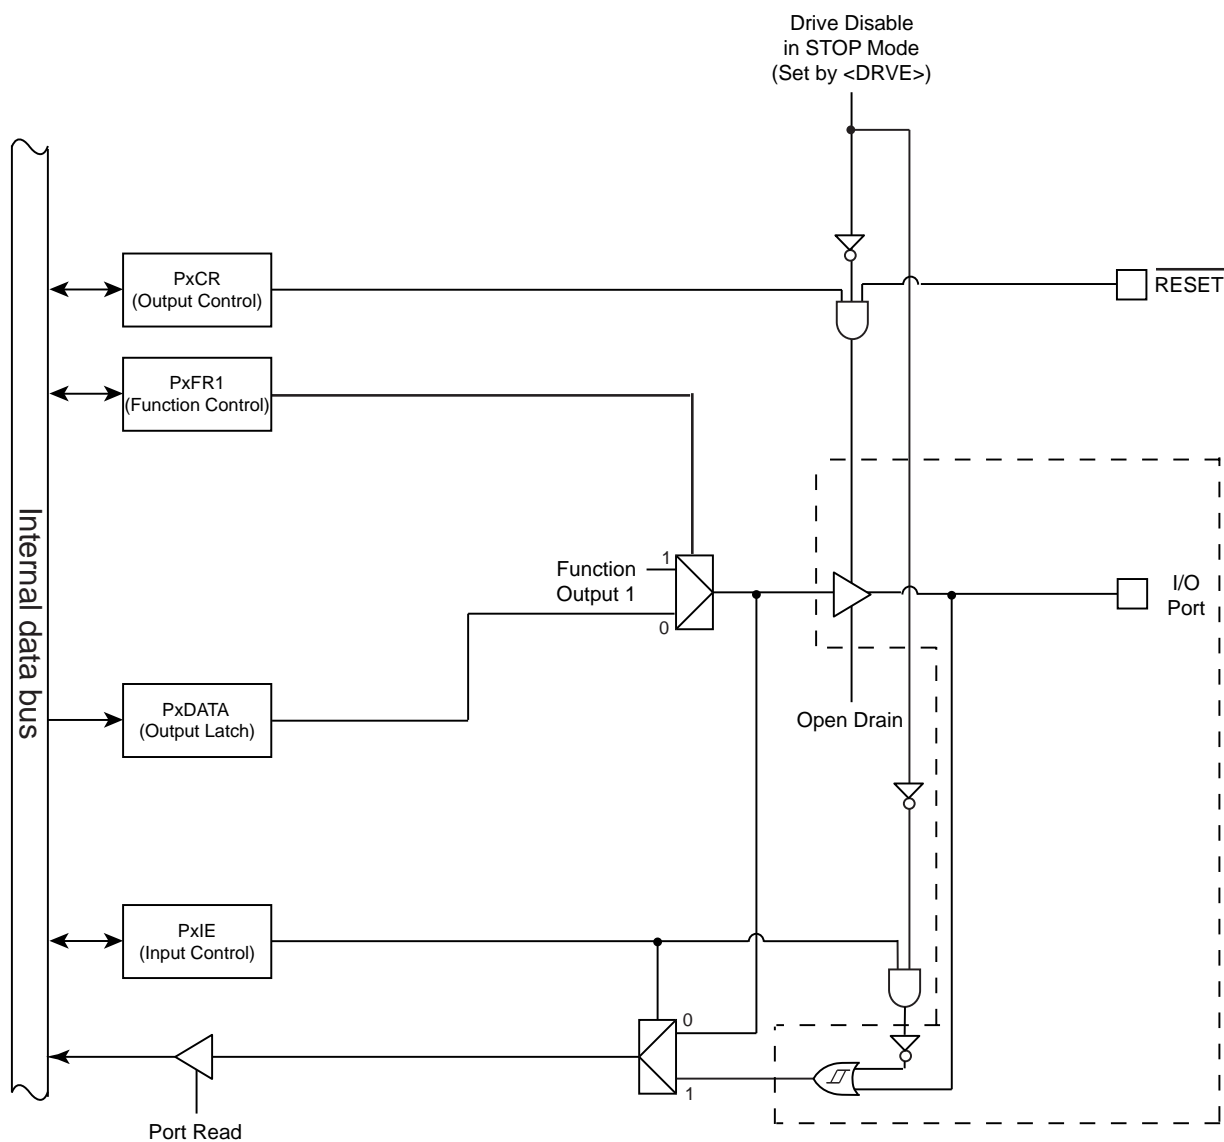 Drive Disable
in STOP Mode
(Set by <DRVE>)
PxCR
(Output Control)
RESET
PxFR1
(Function Control)
Internal data bus
1
Function
Output 1
0
I/O
Port
PxDATA
(Output Latch)
Open Drain
PxIE
(Input Control)
0
1
Port Read